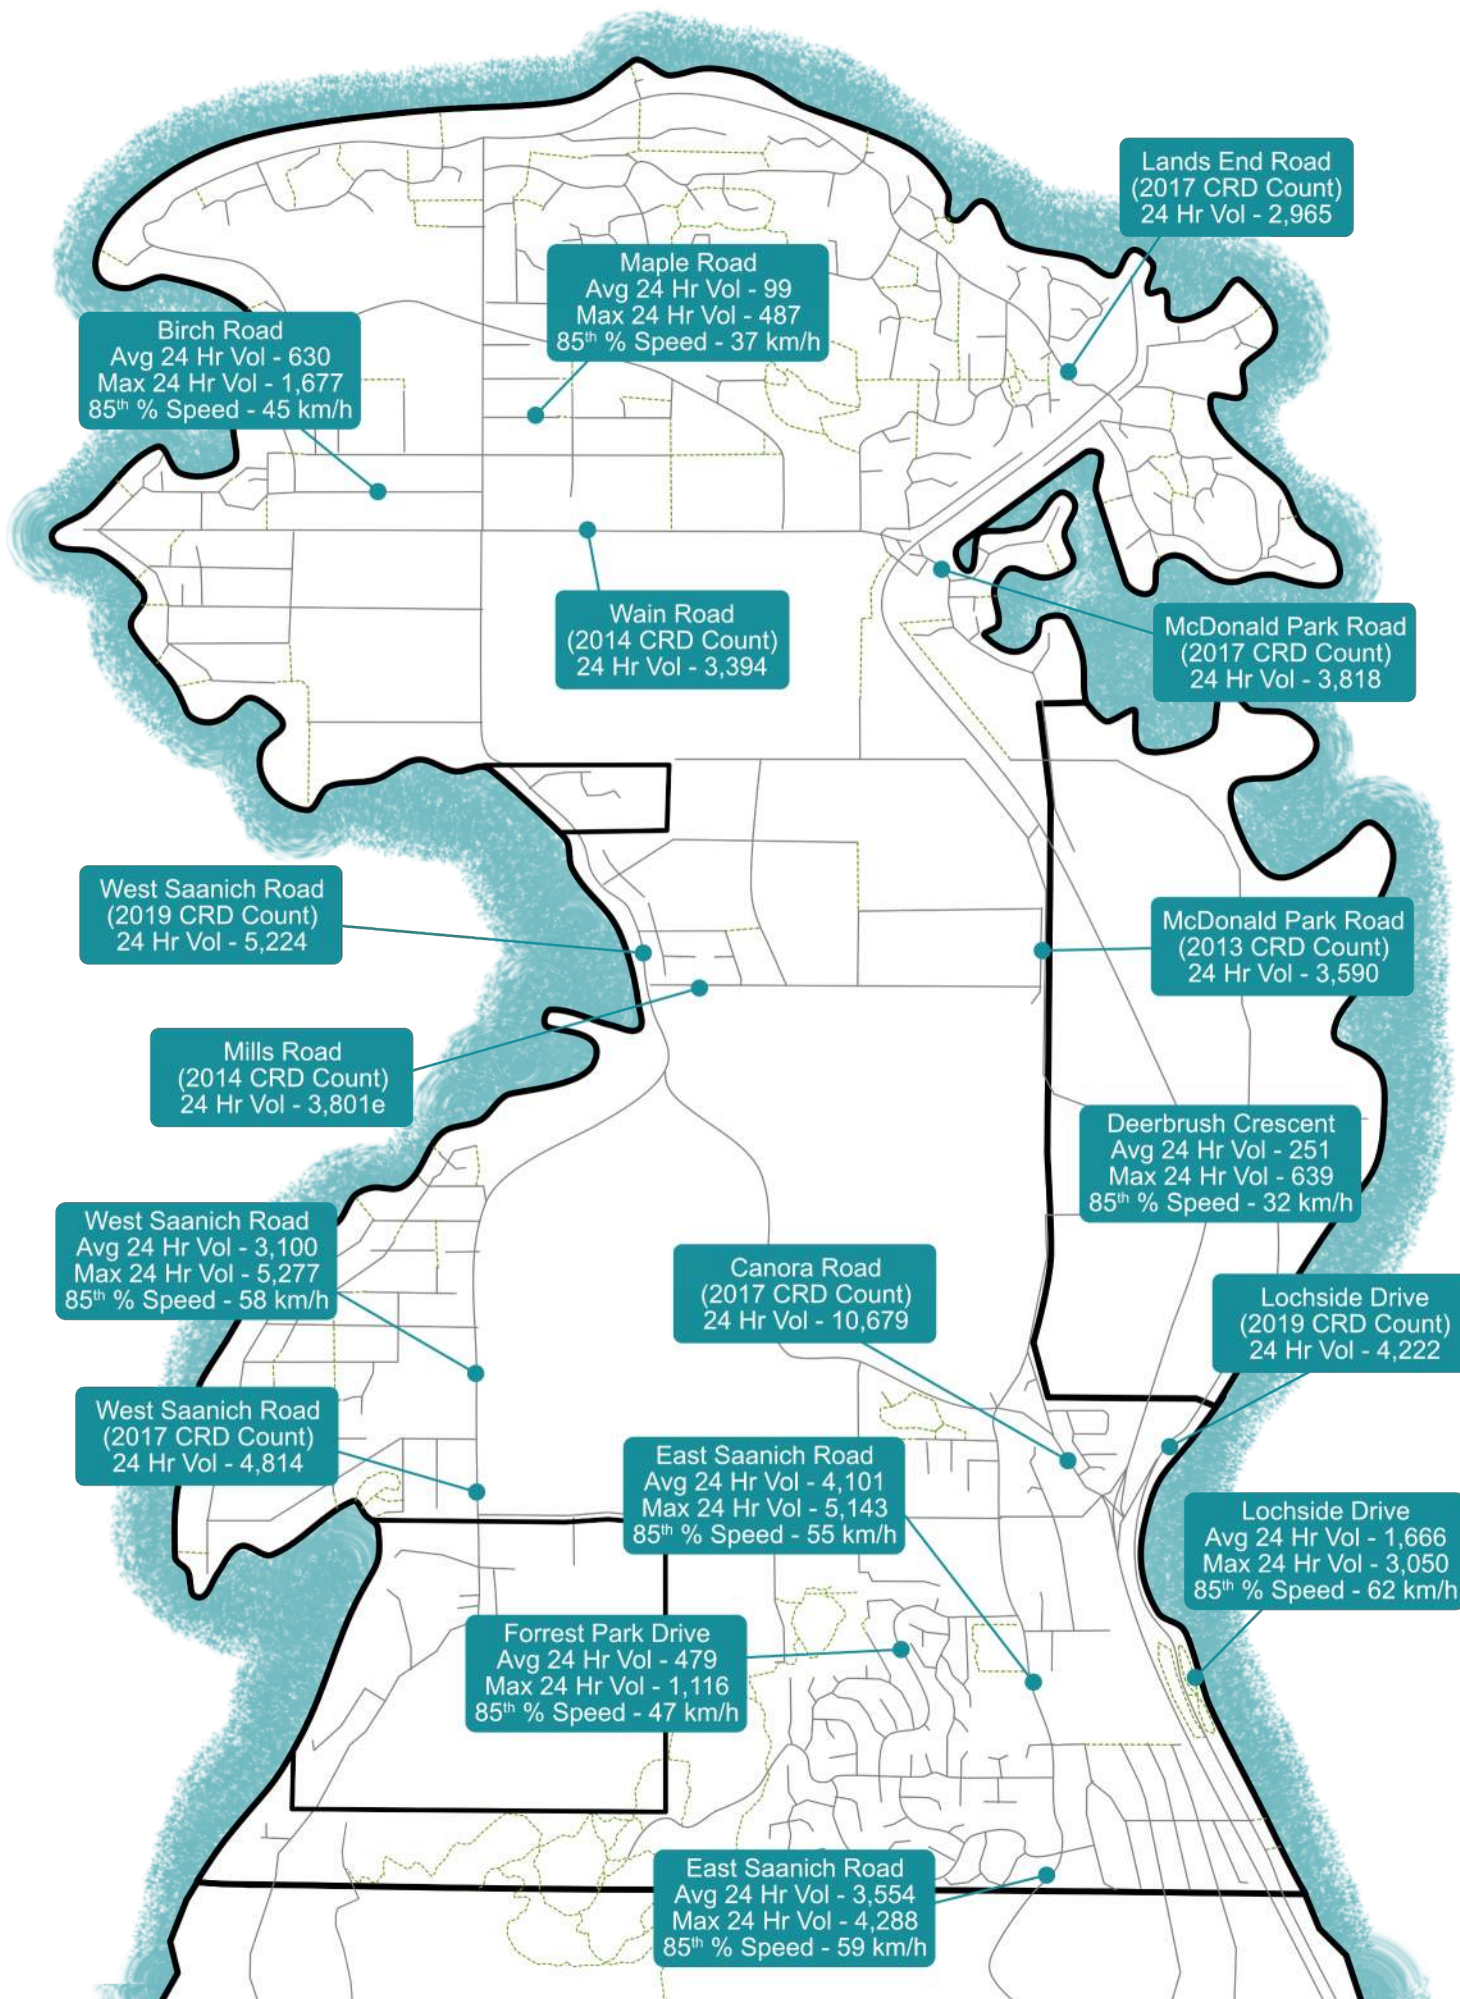 Lands End Road
(2017 CRD Count)
24 Hr Vol - 2,965
Maple Road
Avg 24 Hr Vol - 99
Max 24 Hr Vol - 487
85th % Speed - 37 km/h
Birch Road
Avg 24 Hr Vol - 630
Max 24 Hr Vol - 1,677
85th % Speed - 45 km/h
Wain Road
(2014 CRD Count)
24 Hr Vol - 3,394
McDonald Park Road
(2017 CRD Count)
24 Hr Vol - 3,818
West Saanich Road
(2019 CRD Count)
24 Hr Vol - 5,224
McDonald Park Road
(2013 CRD Count)
24 Hr Vol - 3,590
Mills Road
(2014 CRD Count)
24 Hr Vol - 3,801e
Deerbrush Crescent
Avg 24 Hr Vol - 251
Max 24 Hr Vol - 639
85th % Speed - 32 km/h
West Saanich Road
Avg 24 Hr Vol - 3,100
Max 24 Hr Vol - 5,277
85th % Speed - 58 km/h
Canora Road
(2017 CRD Count)
24 Hr Vol - 10,679
Lochside Drive
(2019 CRD Count)
24 Hr Vol - 4,222
West Saanich Road
(2017 CRD Count)
24 Hr Vol - 4,814
East Saanich Road
Avg 24 Hr Vol - 4,101
Max 24 Hr Vol - 5,143
85th % Speed - 55 km/h
Lochside Drive
Avg 24 Hr Vol - 1,666
Max 24 Hr Vol - 3,050
85th % Speed - 62 km/h
Forrest Park Drive
Avg 24 Hr Vol - 479
Max 24 Hr Vol - 1,116
85th % Speed - 47 km/h
East Saanich Road
Avg 24 Hr Vol - 3,554
Max 24 Hr Vol - 4,288
85th % Speed - 59 km/h